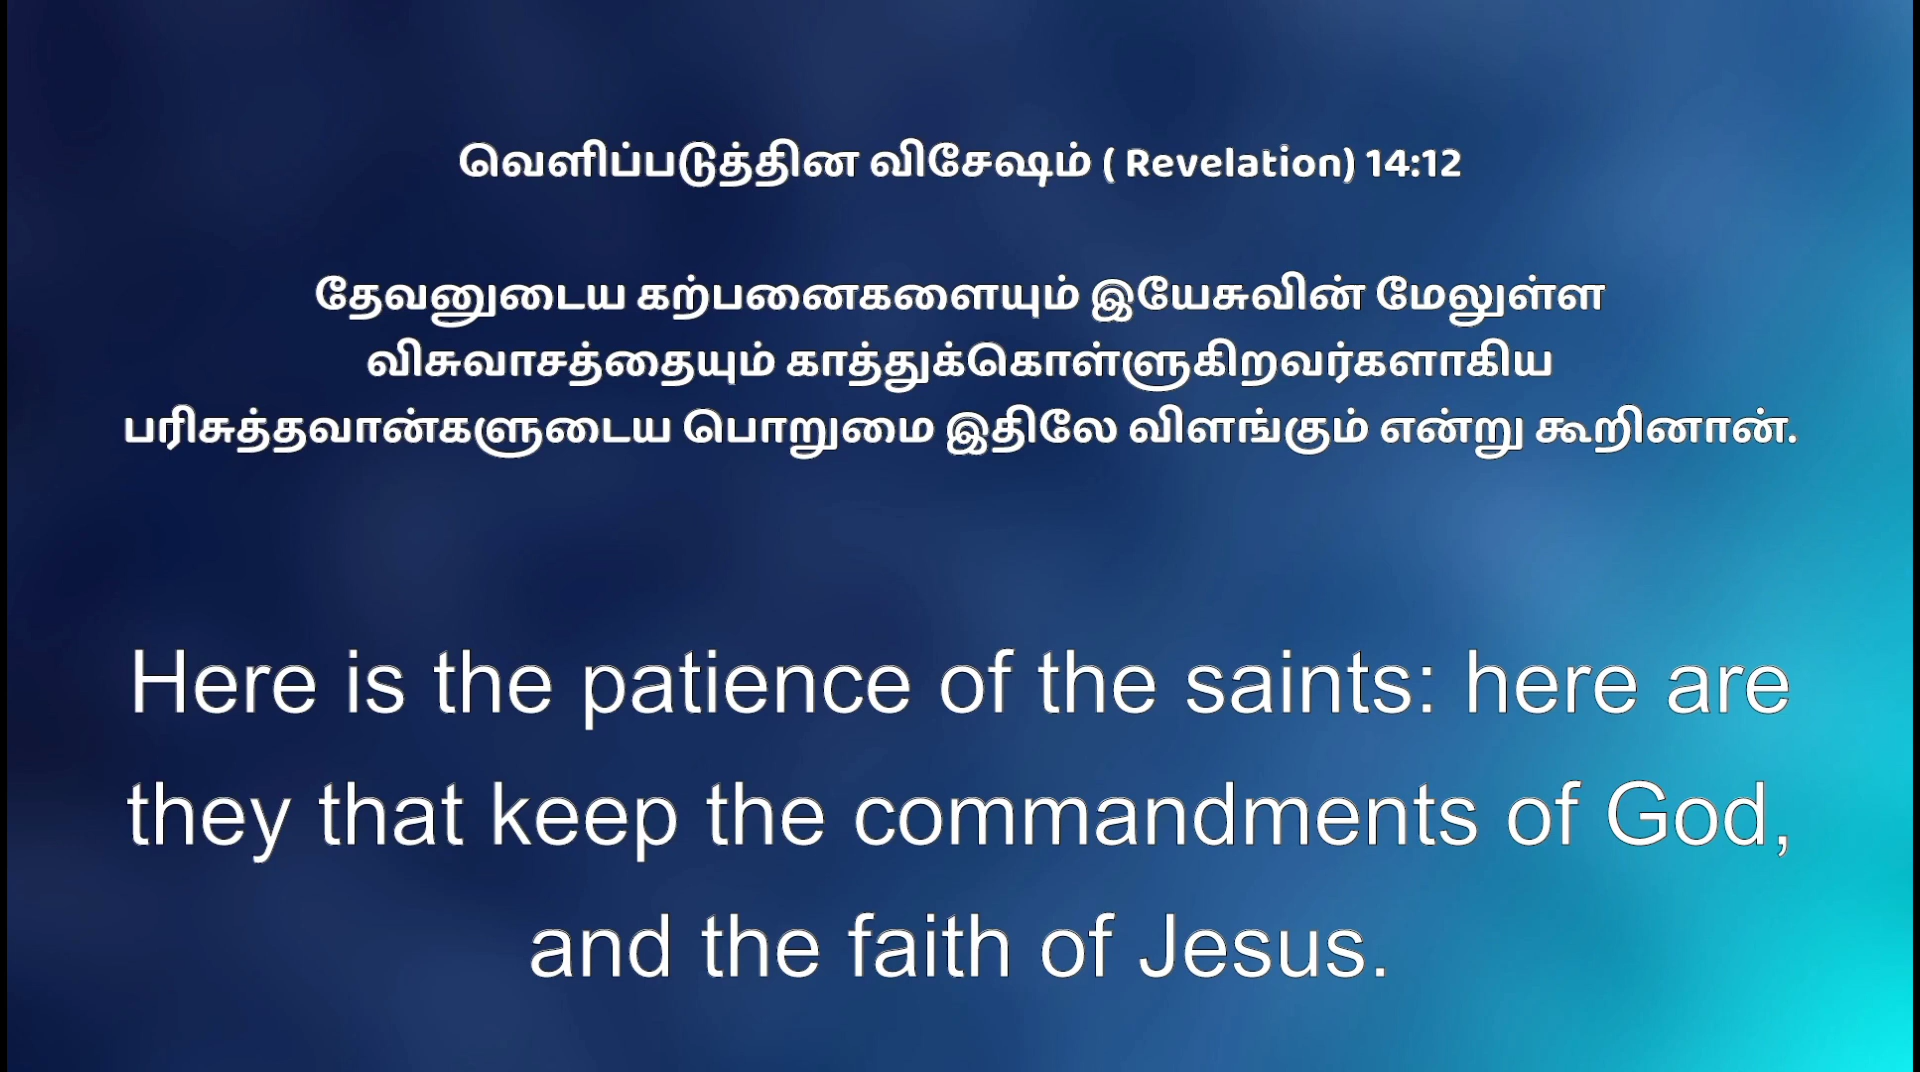 வெளிப்படுத்தின விசேஷம் ( Revelation) 14:12
தேவனுடைய கற்பனைகளையும் இயேசுவின் மேலுள்ள
விசுவாசத்தையும் காத்துக்கொள்ளுகிறவர்களாகிய
பரிசுத்தவான்களுடைய பொறுமை இதிலே விளங்கும் என்று கூறினான்.
Here is the patience of the saints: here are
they that keep the commandments of God,
and the faith of Jesus.